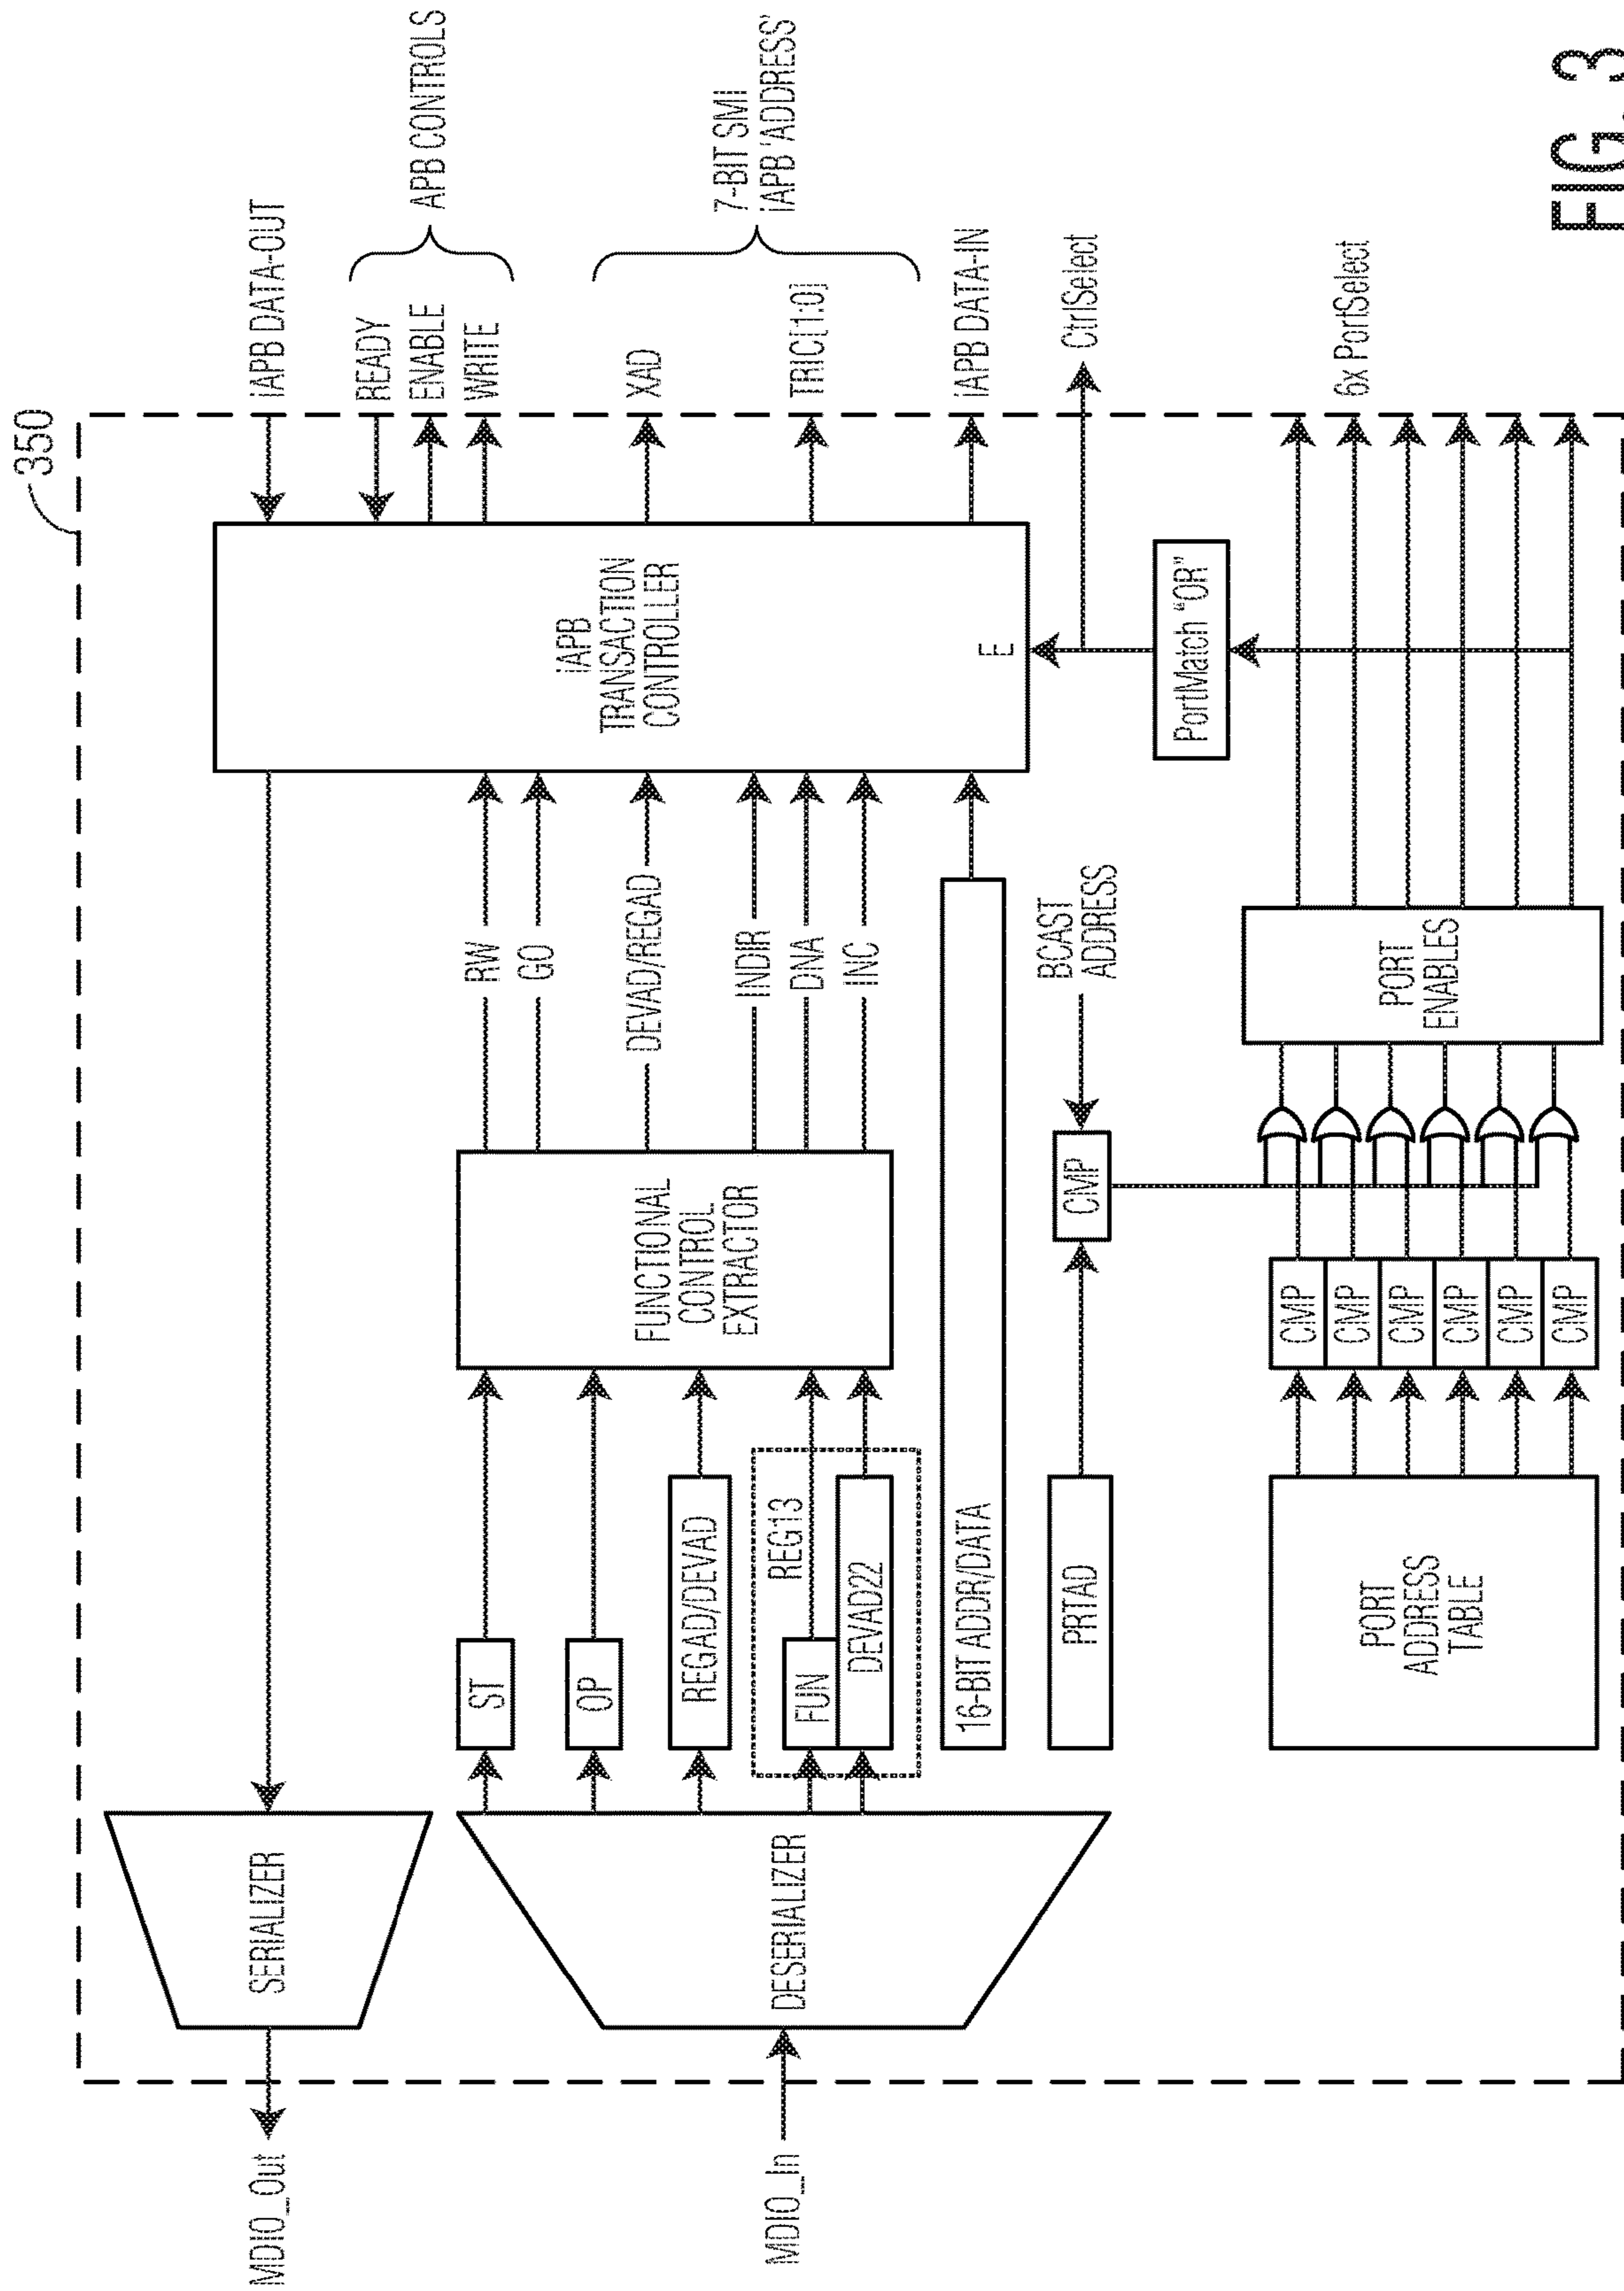 350
MDIO_Out
SERIALIZER
iAPB DATA-OUT
READY
ENABLE
WRITE
APB CONTROLS
XAD
TRIC[1:0]
7-BIT SMI
iAPB 'ADDRESS'
iAPB DATA-IN
CtrlSelect
6x PortSelect
iAPB
TRANSACTION
CONTROLLER
E
RW
GO
DEVAD/REGAD
INDIR
DNA
INC
FUNCTIONAL
CONTROL
EXTRACTOR
ST
OP
REGAD/DEVAD
REG13
FUN
DEVAD22
MDIO_In
DESERIALIZER
16-BIT ADDR/DATA
PRTAD
CMP
BCAST
ADDRESS
PortMatch "OR"
PORT
ADDRESS
TABLE
CMP
CMP
CMP
CMP
CMP
CMP
PORT
ENABLES
FIG. 3